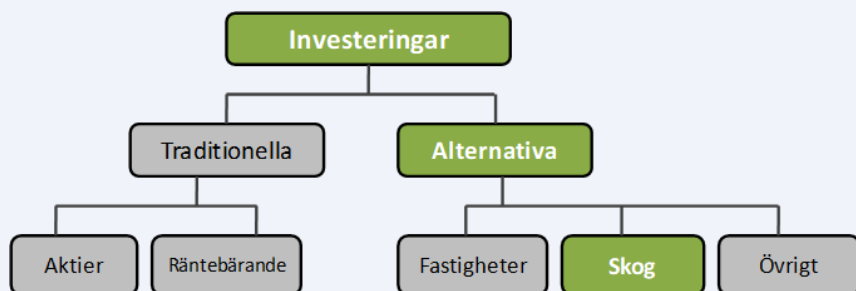 Investeringar
Traditionella
Alternativa
Aktier
Räntebärande
Fastigheter
Skog
Övrigt